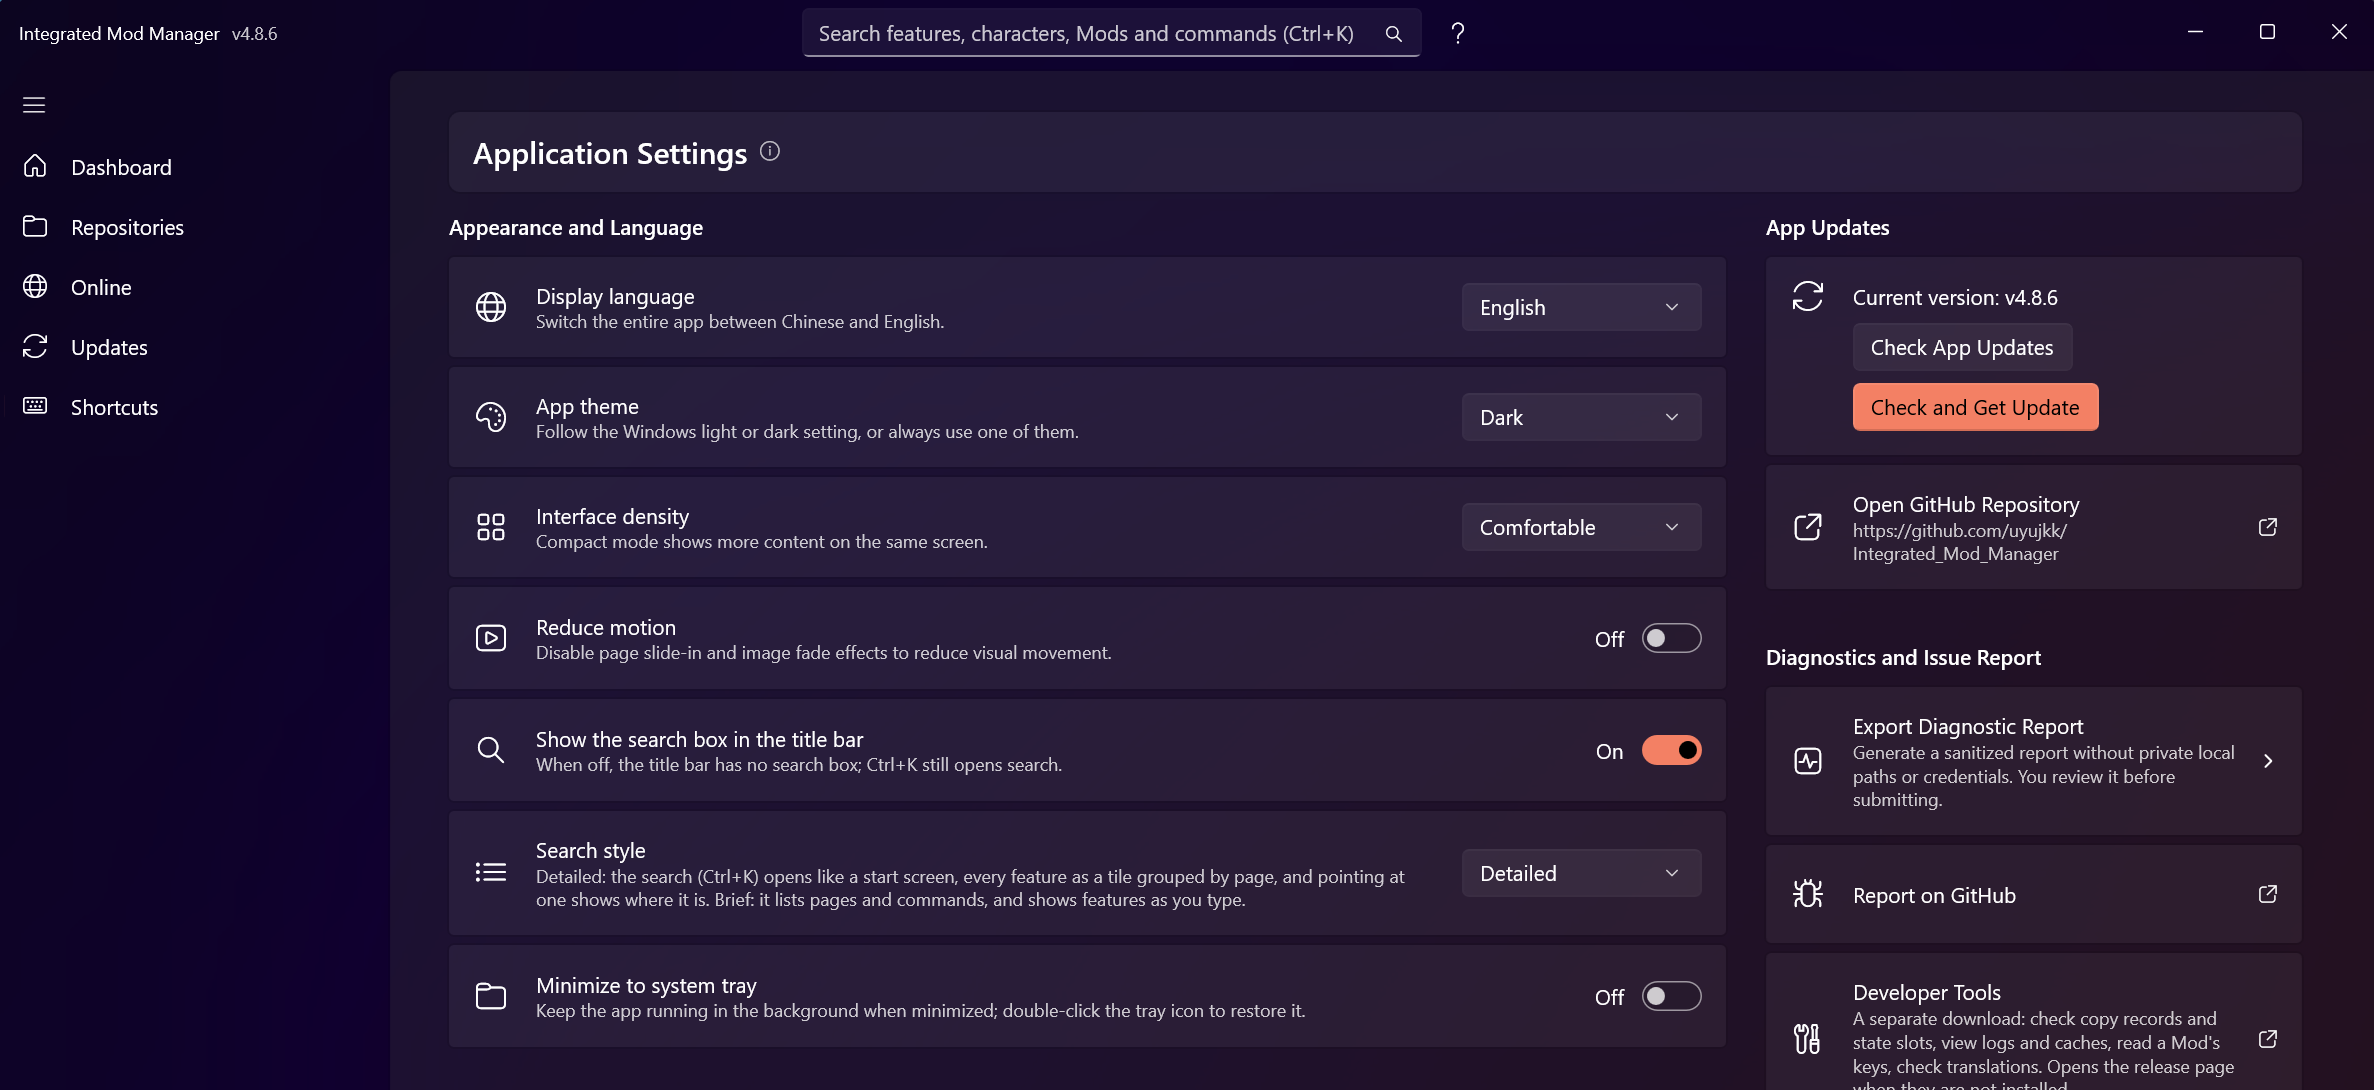 Integrated Mod Manager v4.8.6
Search features, characters, Mods and commands (Ctrl+K)
?
Dashboard
Repositories
Online
Updates
Shortcuts
Application Settings
Appearance and Language
Display language
Switch the entire app between Chinese and English.
English
App theme
Follow the Windows light or dark setting, or always use one of them.
Dark
Interface density
Compact mode shows more content on the same screen.
Comfortable
Reduce motion
Disable page slide-in and image fade effects to reduce visual movement.
Off
Show the search box in the title bar
When off, the title bar has no search box; Ctrl+K still opens search.
On
Search style
Detailed: the search (Ctrl+K) opens like a start screen, every feature as a tile grouped by page, and pointing at
one shows where it is. Brief: it lists pages and commands, and shows features as you type.
Detailed
Minimize to system tray
Keep the app running in the background when minimized; double-click the tray icon to restore it.
Off
App Updates
Current version: v4.8.6
Check App Updates
Check and Get Update
Open GitHub Repository
https://github.com/uyujkk/
Integrated_Mod_Manager
Diagnostics and Issue Report
Export Diagnostic Report
Generate a sanitized report without private local
paths or credentials. You review it before
submitting.
Report on GitHub
Developer Tools
A separate download: check copy records and
state slots, view logs and caches, read a Mod's
keys, check translations. Opens the release page
when they are not installed.